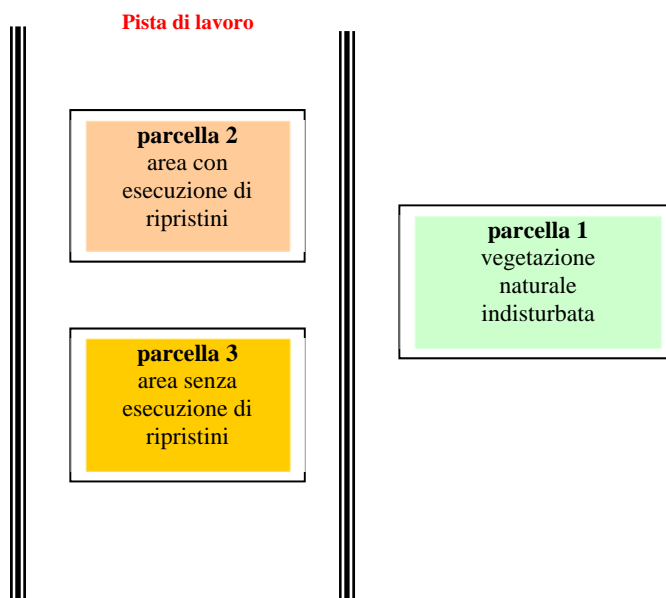 Pista di lavoro
parcella 2
area con
esecuzione di
ripristini
parcella 1
vegetazione
naturale
indisturbata
parcella 3
area senza
esecuzione di
ripristini